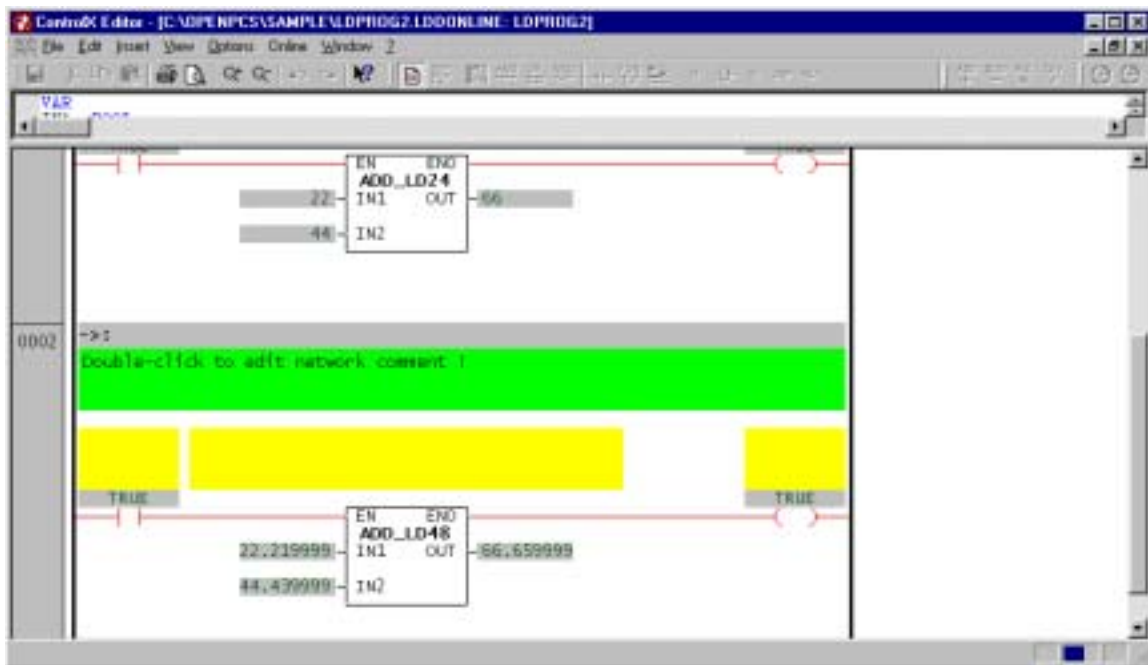 ControlX Editor - [C:\OPENPCS\SAMPLE\LDPROG2.LDDONLINE: LDPROG2]
File Edit Insert View Options Online Window ?
VAR
EN ENO
ADD_LD24
22 IN1 OUT 66
44 IN2
0002
->:
Double-click to edit network comment !
TRUE TRUE
EN ENO
ADD_LD48
22.219999 IN1 OUT 66.659999
44.439999 IN2